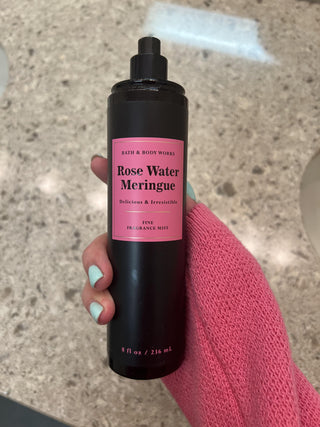 BATH & BODY WORKS
Rose Water
Meringue
Delicious & Irresistible
FINE
FRAGRANCE MIST
8 fl oz / 236 mL